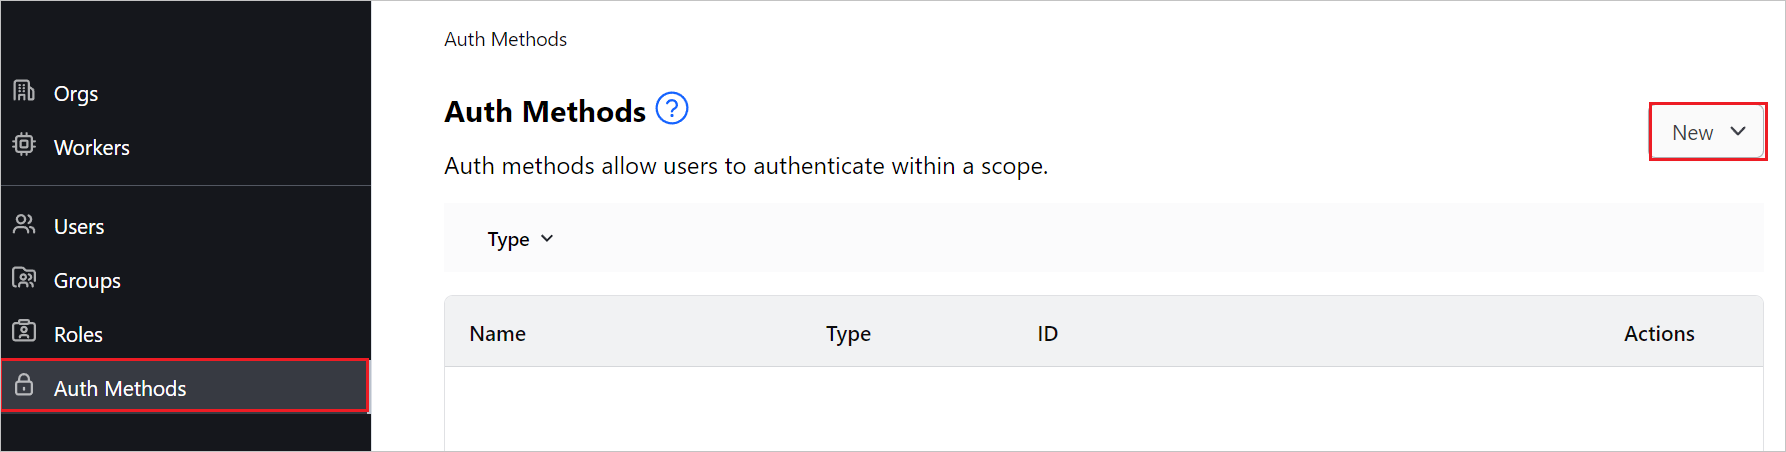 Orgs
Workers
Users
Groups
Roles
Auth Methods
Auth Methods
Auth Methods ?
New
Auth methods allow users to authenticate within a scope.
Type
Name Type ID Actions